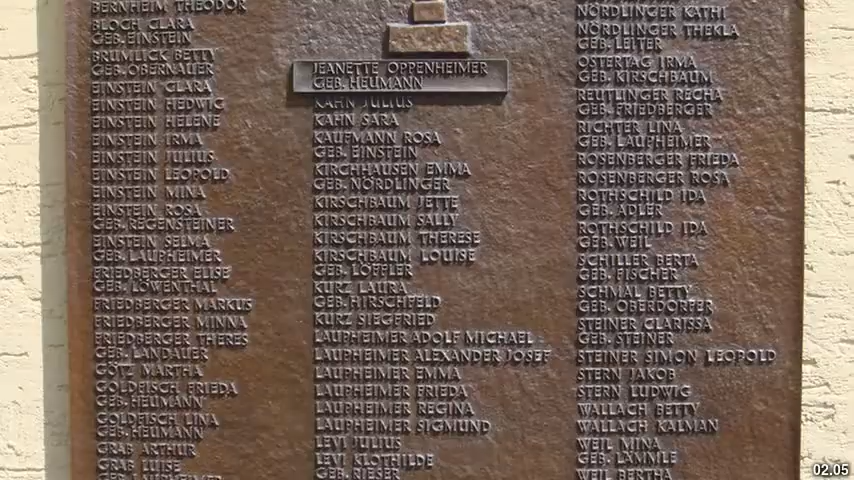 BERNHEIM THEODOR
BLOCH CLARA
GEB. EINSTEIN
BRUMLICK BETTY
GEB. OBERNAUER
EINSTEIN CLARA
EINSTEIN HEDWIG
EINSTEIN HELENE
EINSTEIN IRMA
EINSTEIN JULIUS
EINSTEIN LEOPOLD
EINSTEIN MINA
EINSTEIN ROSA
GEB. REGENSTEINER
EINSTEIN SELMA
GEB. LAUPHEIMER
FRIEDBERGER ELISE
GEB. LÖWENTHAL
FRIEDBERGER MARKUS
FRIEDBERGER MINNA
FRIEDBERGER THERES
GEB. LANDAUER
GÖTZ MARTHA
GOLDFISCH FRIEDA
GEB. HEUMANN
GOLDFISCH LINA
GEB. HEUMANN
GRAB ARTHUR
GRAB LOUISE
GEB. LAUPHEIMER
JEANETTE OPPENHEIMER
GEB. HEUMANN
KAHN JULIUS
KAHN SARA
KAUFMANN ROSA
GEB. EINSTEIN
KIRCHHAUSEN EMMA
GEB. NÖRDLINGER
KIRSCHBAUM JETTE
KIRSCHBAUM SALLY
KIRSCHBAUM THERESE
KIRSCHBAUM LOUISE
GEB. LÖFFLER
KURZ LAURA
GEB. HIRSCHFELD
KURZ SIEGFRIED
LAUPHEIMER ADOLF MICHAEL
LAUPHEIMER ALEXANDER JOSEF
LAUPHEIMER EMMA
LAUPHEIMER FRIEDA
LAUPHEIMER REGINA
LAUPHEIMER SIGMUND
LEVI JULIUS
LEVI KLOTHILDE
GEB. RIESER
NÖRDLINGER KATHI
NÖRDLINGER THEKLA
GEB. LEITER
OSTERTAG IRMA
GEB. KIRSCHBAUM
REUTLINGER RECHA
GEB. FRIEDBERGER
RICHTER LINA
GEB. LAUPHEIMER
ROSENBERGER FRIEDA
ROSENBERGER ROSA
ROTHSCHILD IDA
GEB. ADLER
ROTHSCHILD IDA
GEB. WEIL
SCHILLER BERTA
GEB. FISCHER
SCHMAL BETTY
GEB. OBERDORFER
STEINER CLARISSA
GEB. STEINER
STEINER SIMON LEOPOLD
STERN JAKOB
STERN LUDWIG
WALLACH BETTY
WALLACH KALMAN
WEIL MINA
GEB. LÄMMLE
WEIL BERTHA
02.05